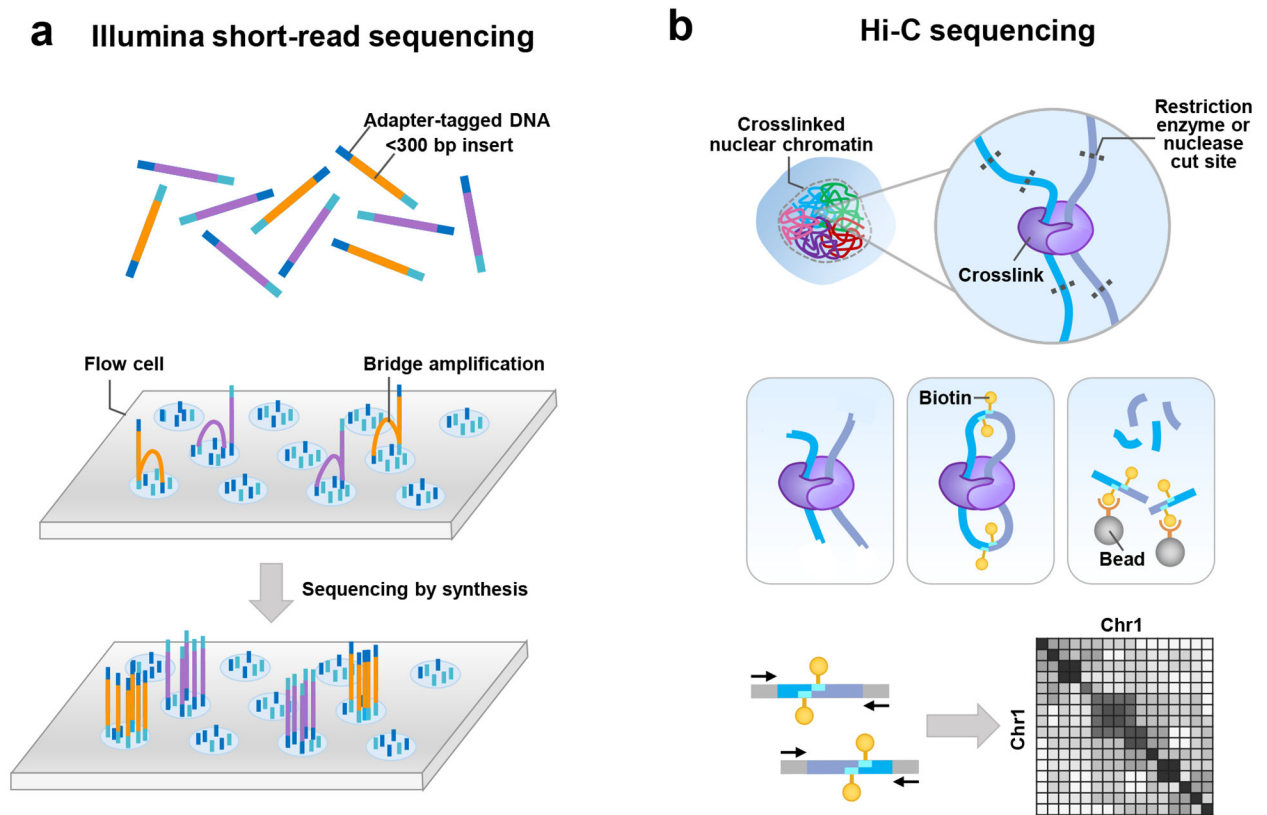 a Illumina short-read sequencing
Adapter-tagged DNA
<300 bp insert
Flow cell
Bridge amplification
Sequencing by synthesis
b Hi-C sequencing
Crosslinked
nuclear chromatin
Restriction
enzyme or
nuclease
cut site
Crosslink
Biotin
Bead
Chr1
Chr1